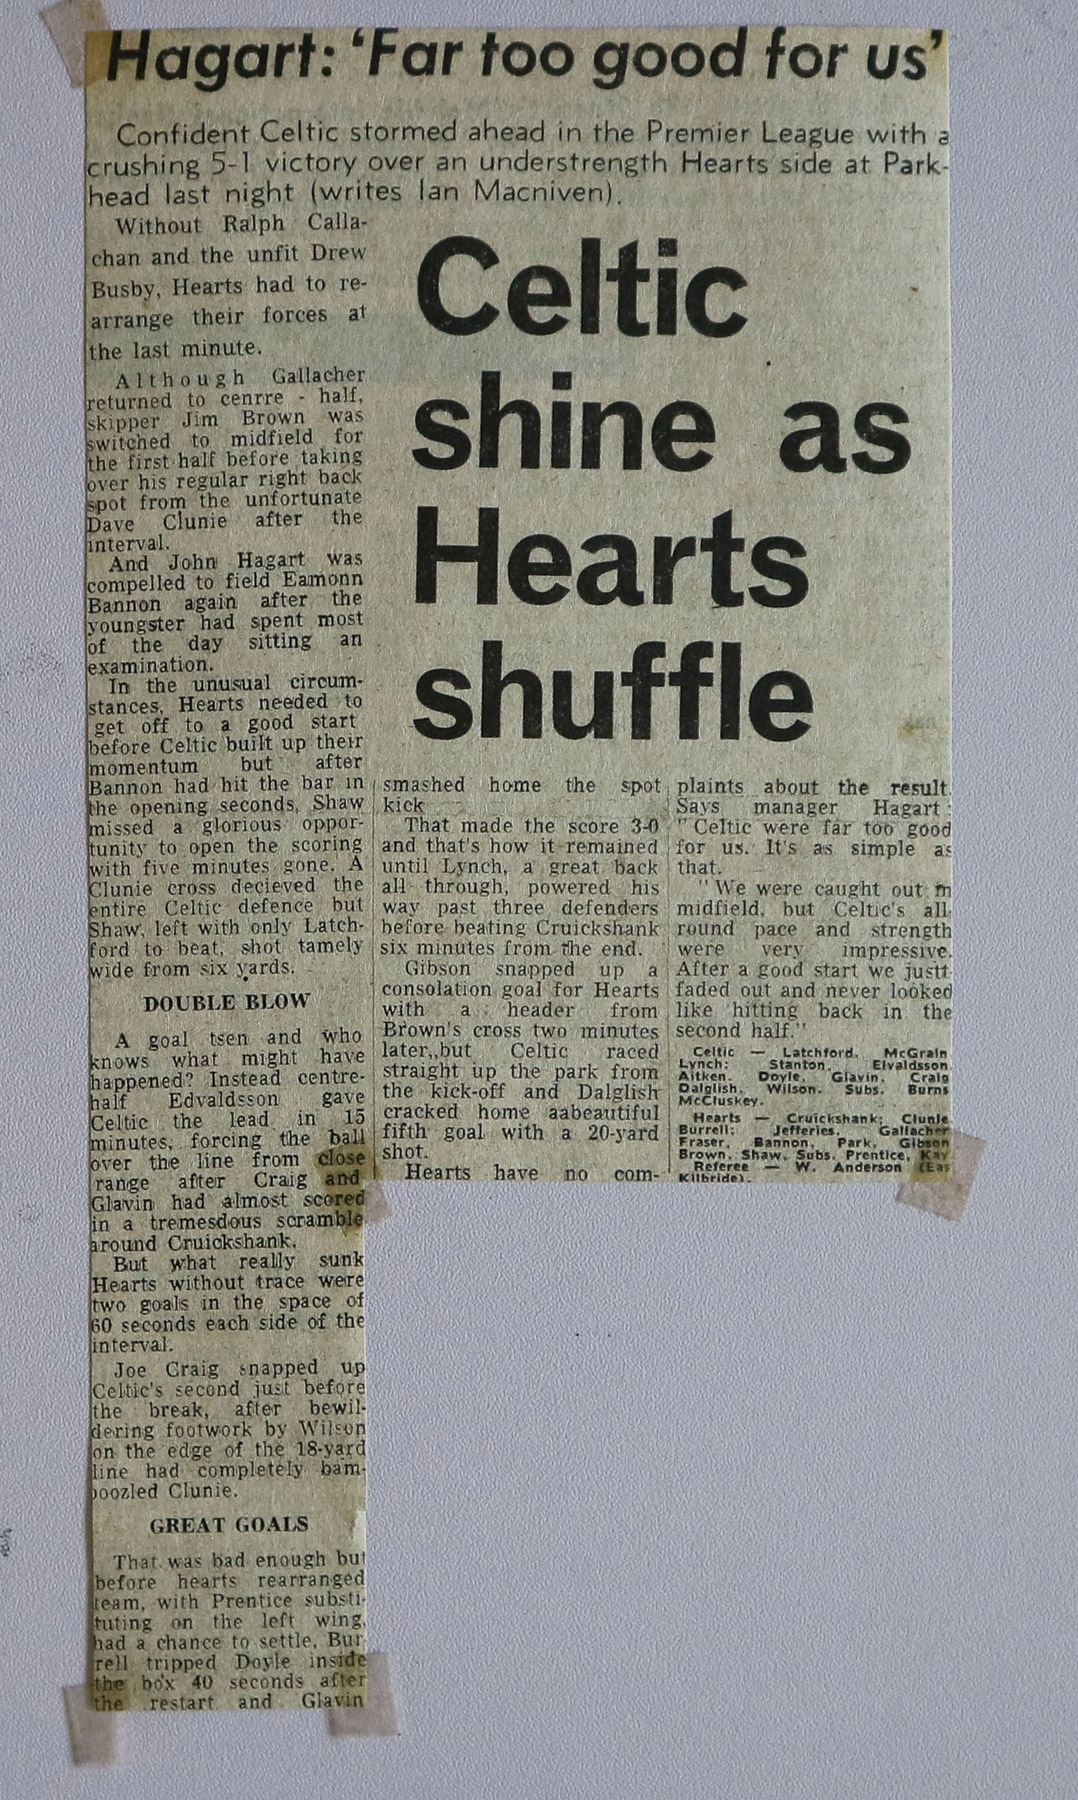 Hagart: ‘Far too good for us’
Confident Celtic stormed ahead in the Premier League with a
crushing 5-1 victory over an understrength Hearts side at Park-
head last night (writes Ian Macniven).
Celtic
shine as
Hearts
shuffle
Without Ralph Calla-
chan and the unfit Drew
Busby, Hearts had to re-
arrange their forces at
the last minute.
Although Gallacher
returned to cenrre - half,
skipper Jim Brown was
switched to midfield for
the first half before taking
over his regular right back
spot from the unfortunate
Dave Clunie after the
interval.
And John Hagart was
compelled to field Eamonn
Bannon again after the
youngster had spent most
of the day sitting an
examination.
In the unusual circum-
stances, Hearts needed to
get off to a good start
before Celtic built up their
momentum but after
Bannon had hit the bar in
the opening seconds, Shaw
missed a glorious oppor-
tunity to open the scoring
with five minutes gone. A
Clunie cross decieved the
entire Celtic defence but
Shaw, left with only Latch-
ford to beat, shot tamely
wide from six yards.
DOUBLE BLOW
A goal tsen and who
knows what might have
happened? Instead centre-
half Edvaldsson gave
Celtic the lead in 15
minutes, forcing the ball
over the line from close
range after Craig and
Glavin had almost scored
in a tremesdous scramble
around Cruickshank.
But what really sunk
Hearts without trace were
two goals in the space of
60 seconds each side of the
interval.
Joe Craig snapped up
Celtic's second just before
the break, after bewil-
dering footwork by Wilson
on the edge of the 18-yard
line had completely bam-
boozled Clunie.
GREAT GOALS
That was bad enough but
before hearts rearranged
team, with Prentice substi-
tuting on the left wing,
had a chance to settle, Bur-
rell tripped Doyle inside
the box 40 seconds after
the restart and Glavin
smashed home the spot
kick
That made the score 3-0
and that's how it remained
until Lynch, a great back
all through, powered his
way past three defenders
before beating Cruickshank
six minutes from the end.
Gibson snapped up a
consolation goal for Hearts
with a header from
Brown's cross two minutes
later,,but Celtic raced
straight up the park from
the kick-off and Dalglish
cracked home aabeautiful
fifth goal with a 20-yard
shot.
Hearts have no com-
plaints about the result.
Says manager Hagart:
"Celtic were far too good
for us. It's as simple as
that.
"We were caught out in
midfield, but Celtic's all
round pace and strength
were very impressive.
After a good start we justt
faded out and never looked
like hitting back in the
second half."
Celtic — Latchford, McGrain
Lynch: Stanton, Elvaldsson,
Aitken, Doyle, Glavin, Craig
Dalglish, Wilson. Subs. Burns
McCluskey.
Hearts — Cruickshank; Clunie
Burrell; Jefferies, Gallacher
Fraser, Bannon, Park, Gibson
Brown, Shaw. Subs. Prentice, Kay.
Referee — W. Anderson (Eas
Kilbride).